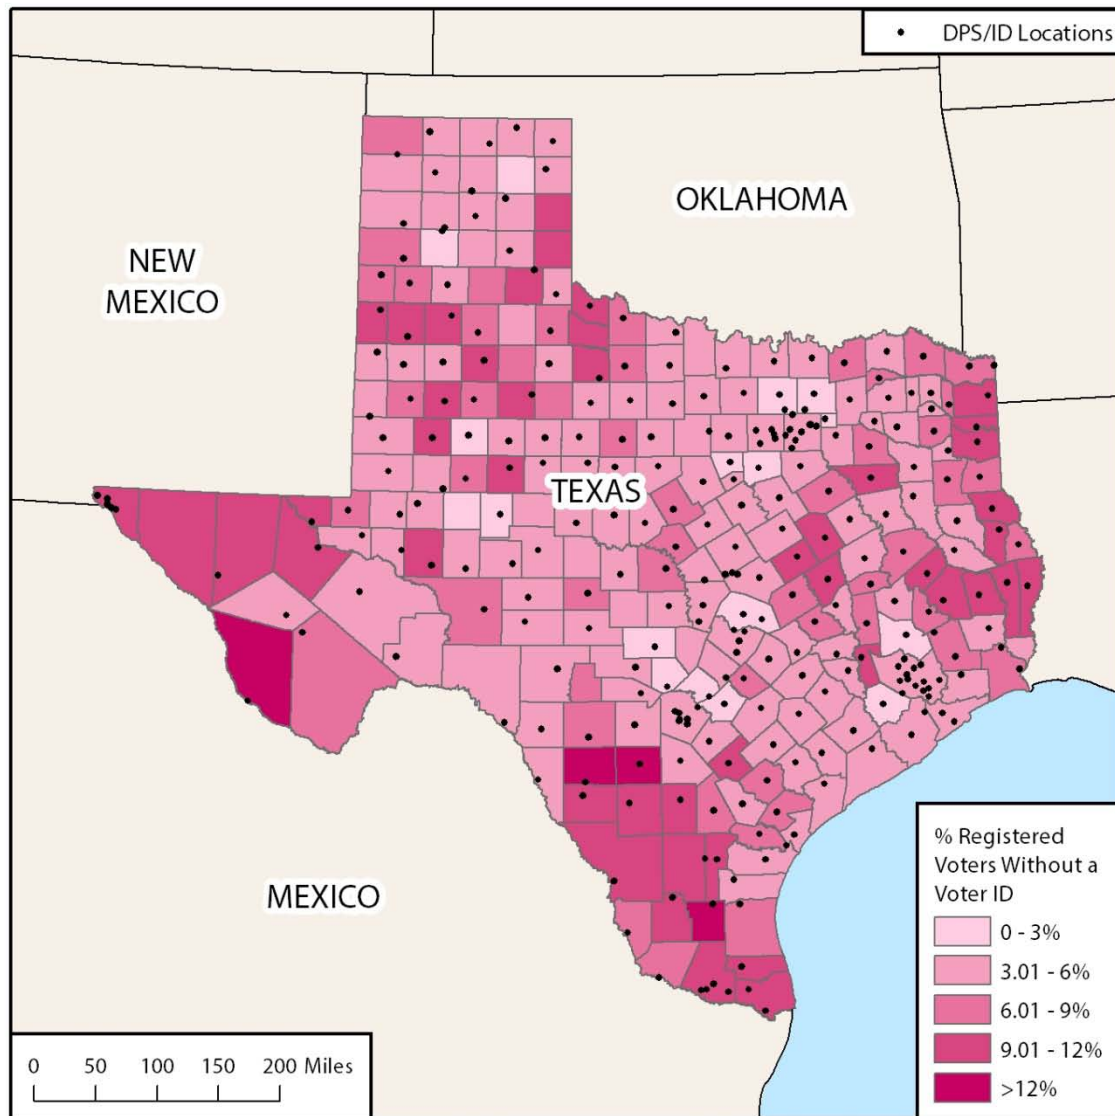 DPS/ID Locations
OKLAHOMA
NEW
MEXICO
TEXAS
MEXICO
% Registered
Voters Without a
Voter ID
0 - 3%
3.01 - 6%
6.01 - 9%
9.01 - 12%
>12%
0 50 100 150 200 Miles